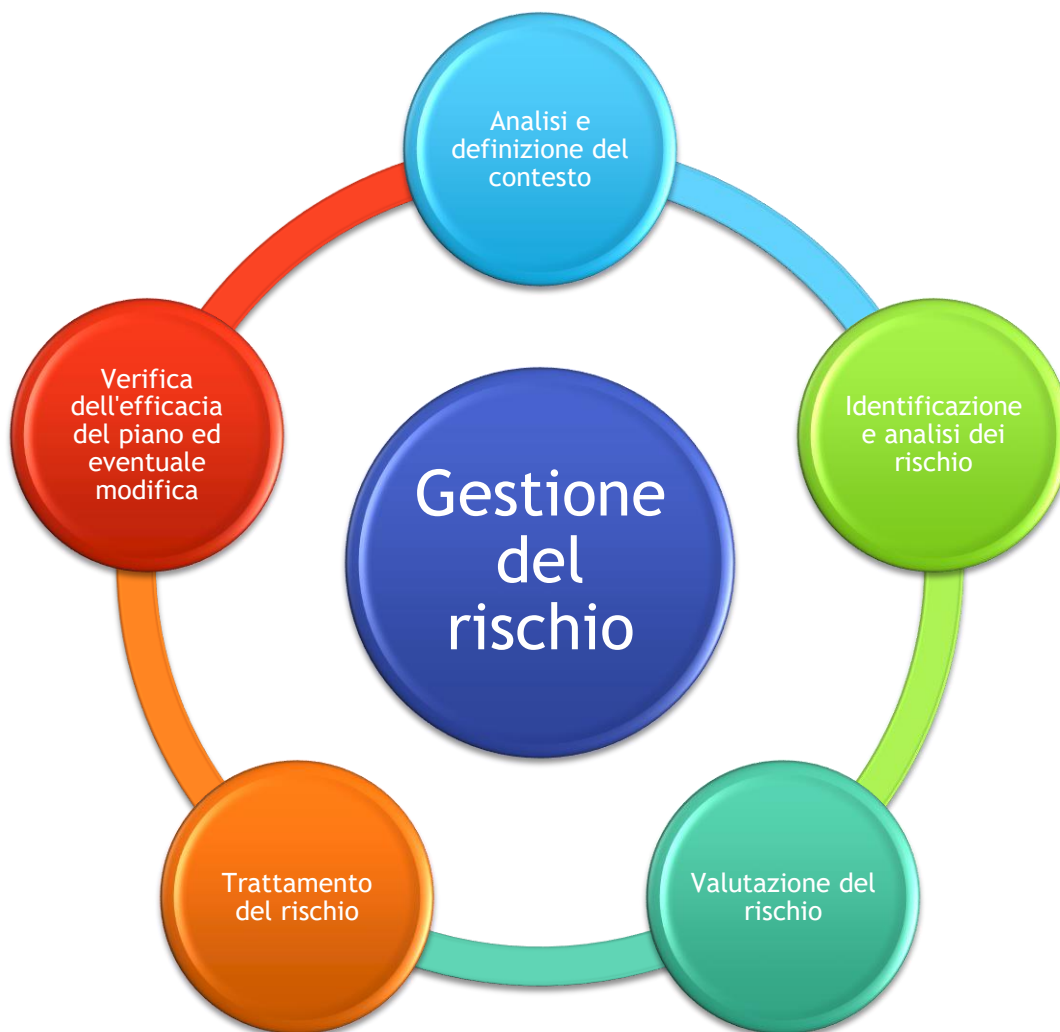 Analisi e
definizione del
contesto
Identificazione
e analisi dei
rischio
Valutazione del
rischio
Trattamento
del rischio
Verifica
dell'efficacia
del piano ed
eventuale
modifica
Gestione
del
rischio